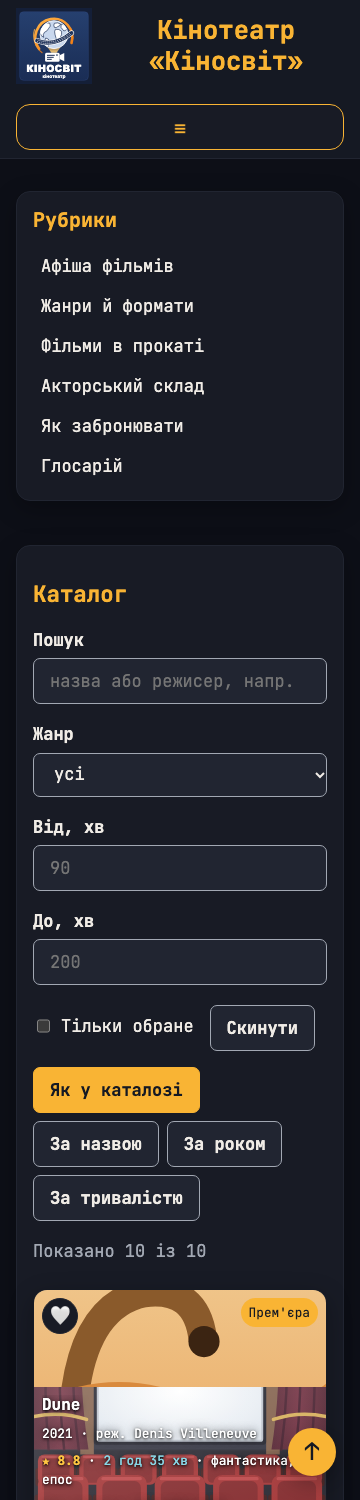 КІНОСВІТ
кінотеатр
Кінотеатр
«Кіносвіт»
≡
Рубрики
Афіша фільмів
Жанри й формати
Фільми в прокаті
Акторський склад
Як забронювати
Глосарій
Каталог
Пошук
назва або режисер, напр.
Жанр
усі
Від, хв
90
До, хв
200
Тільки обране
Скинути
Як у каталозі
За назвою
За роком
За тривалістю
Показано 10 із 10
Прем'єра
Dune
2021 · реж. Denis Villeneuve
★ 8.8 · 2 год 35 хв · фантастика,
епос
↑